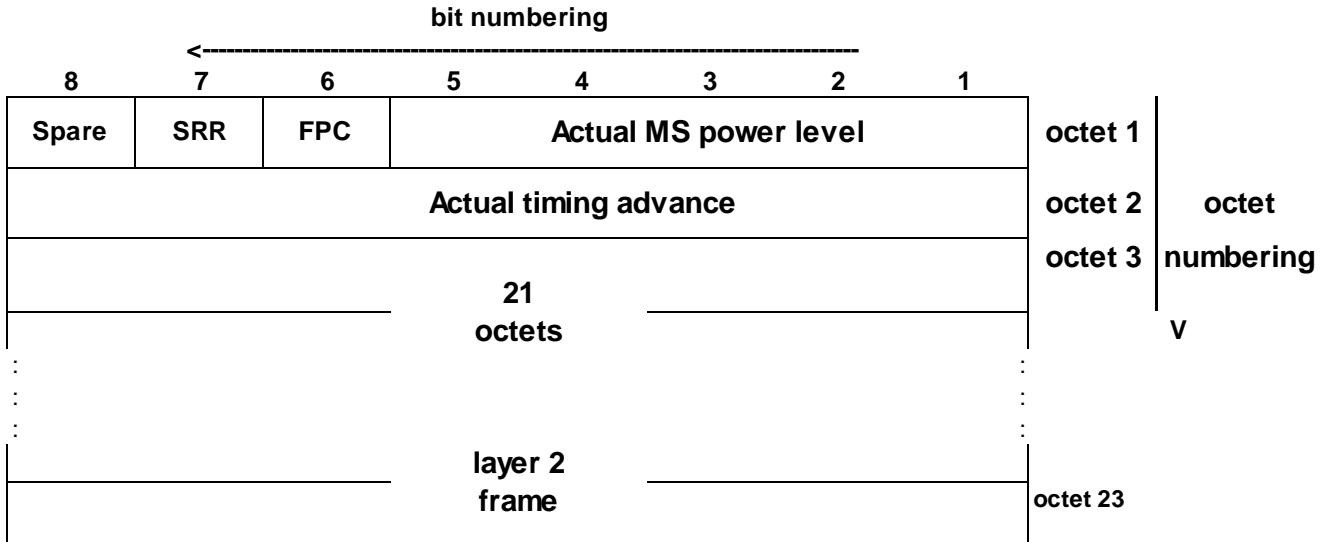 bit numbering
<--------------------------------------------------------------------------------
8 7 6 5 4 3 2 1
Spare SRR FPC Actual MS power level octet 1
Actual timing advance octet 2 octet
octet 3 numbering
21
octets V
: :
: :
: :
layer 2
frame octet 23